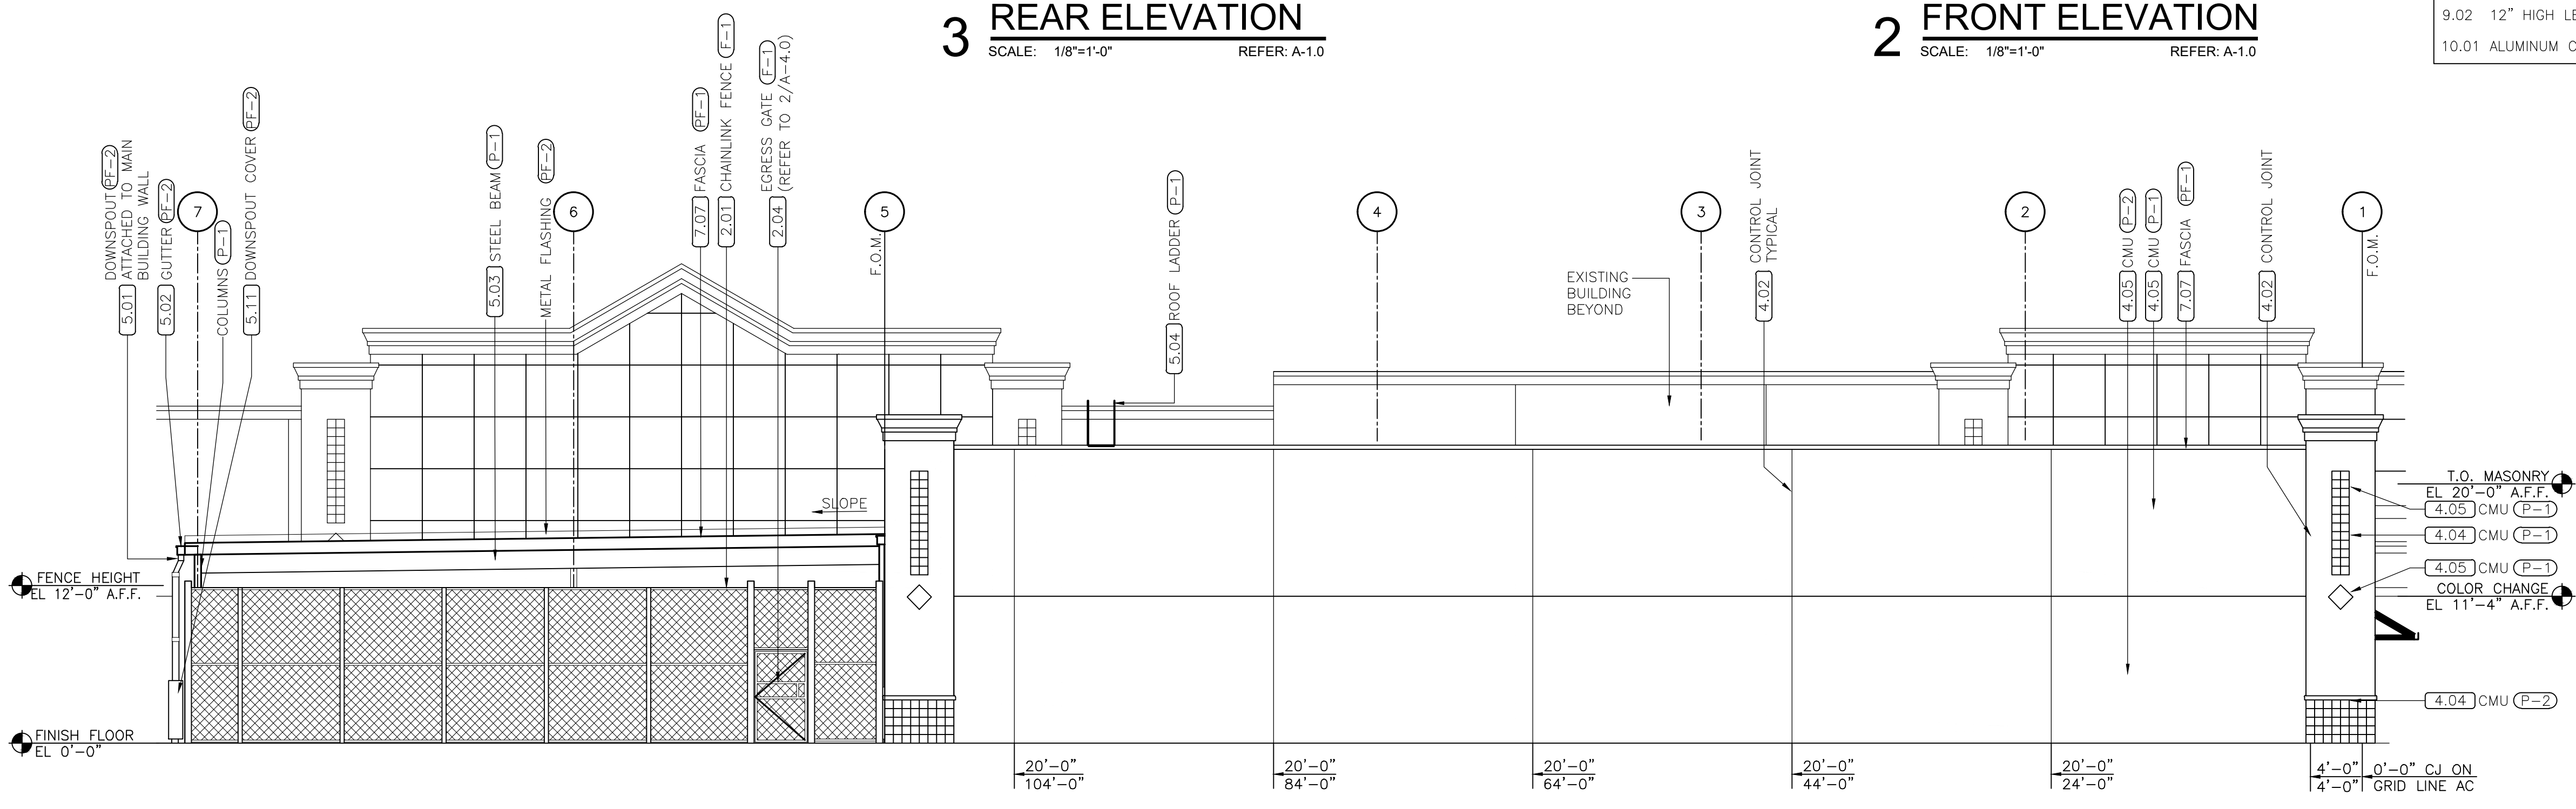 3 REAR ELEVATION
SCALE: 1/8"=1'-0" REFER: A-1.0
2 FRONT ELEVATION
SCALE: 1/8"=1'-0" REFER: A-1.0
9.02 12" HIGH LE
10.01 ALUMINUM C
5.01 DOWNSPOUT PF-2
ATTACHED TO MAIN
BUILDING WALL
5.02 GUTTER PF-2
COLUMNS P-1
5.11 DOWNSPOUT COVER PF-2
7
5.03 STEEL BEAM P-1
METAL FLASHING PF-2
6
7.07 FASCIA PF-1
2.01 CHAINLINK FENCE F-1
2.04 EGRESS GATE F-1
(REFER TO 2/A-4.0)
5
F.O.M.
5.04 ROOF LADDER P-1
4
EXISTING
BUILDING
BEYOND
3
4.02 CONTROL JOINT
TYPICAL
2
4.05 CMU P-2
4.05 CMU P-1
7.07 FASCIA PF-1
4.02 CONTROL JOINT
1
F.O.M.
SLOPE
FENCE HEIGHT
EL 12'-0" A.F.F.
FINISH FLOOR
EL 0'-0"
T.O. MASONRY
EL 20'-0" A.F.F.
4.05 CMU P-1
4.04 CMU P-1
4.05 CMU P-1
COLOR CHANGE
EL 11'-4" A.F.F.
4.04 CMU P-2
20'-0"
104'-0"
20'-0"
84'-0"
20'-0"
64'-0"
20'-0"
44'-0"
20'-0"
24'-0"
4'-0"
4'-0"
0'-0" CJ ON
GRID LINE AC